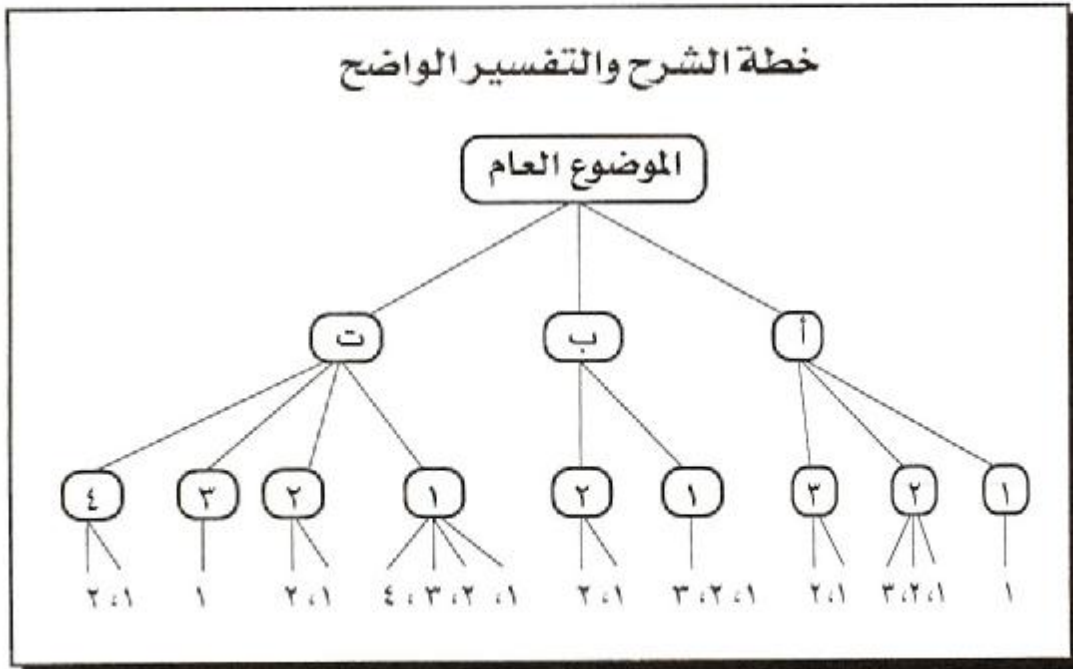 خطة الشرح والتفسير الواضح
الموضوع العام
أ ب ت
١ ٢ ٣ ١ ٢ ١ ٢ ٣ ٤
١ ١،٢،٣ ١،٢ ١،٢،٣ ١،٢ ١،٢،٣،٤ ١،٢ ١ ١،٢